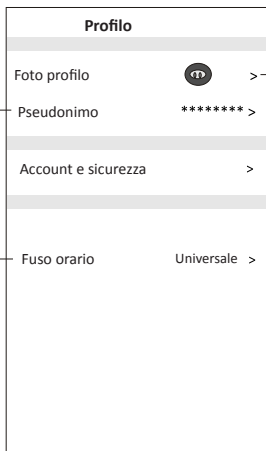 Profilo
Foto profilo >
Pseudonimo ******** >
Account e sicurezza >
Fuso orario Universale >